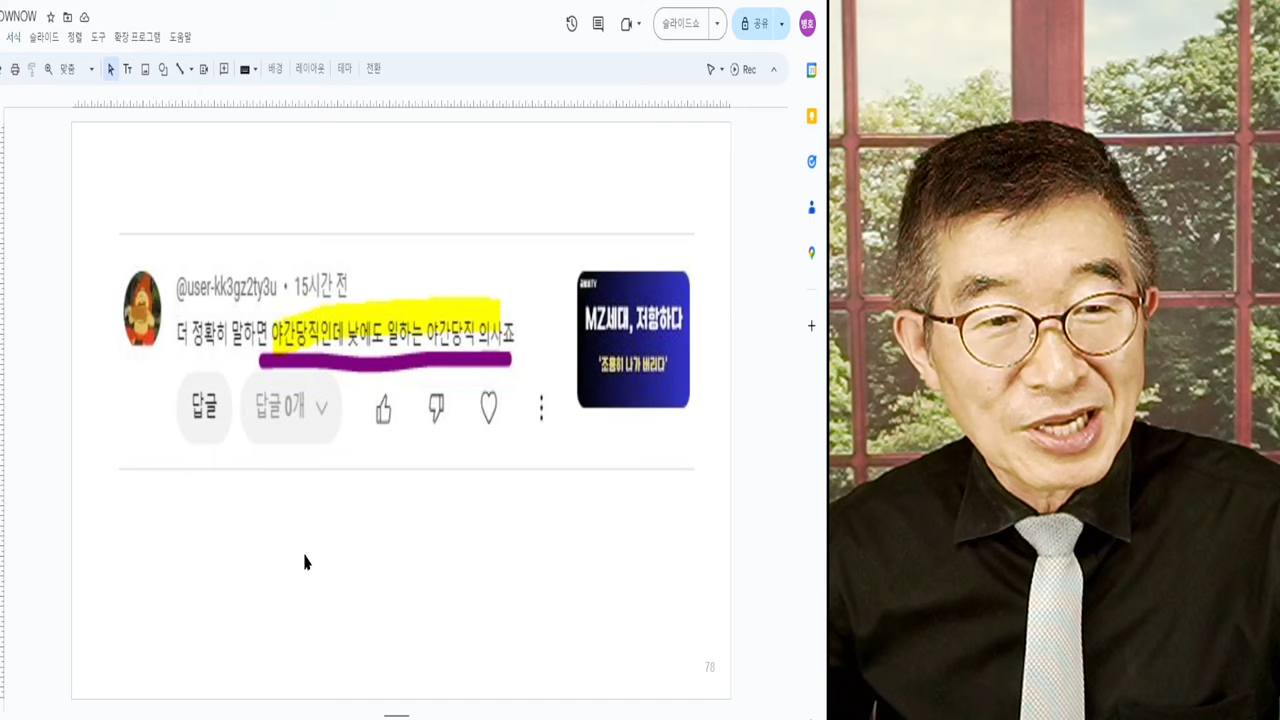 OWNOW
서식 슬라이드 정렬 도구 확장 프로그램 도움말
슬라이드쇼
공유
병호
맞춤
배경 레이아웃 테마 전환
Rec
@user-kk3gz2ty3u • 15시간 전
더 정확히 말하면 야간당직인데 낮에도 일하는 야간당직 의사죠
답글 답글 0개
MZ세대, 저항하다
'조용히 나가 버리다'
78